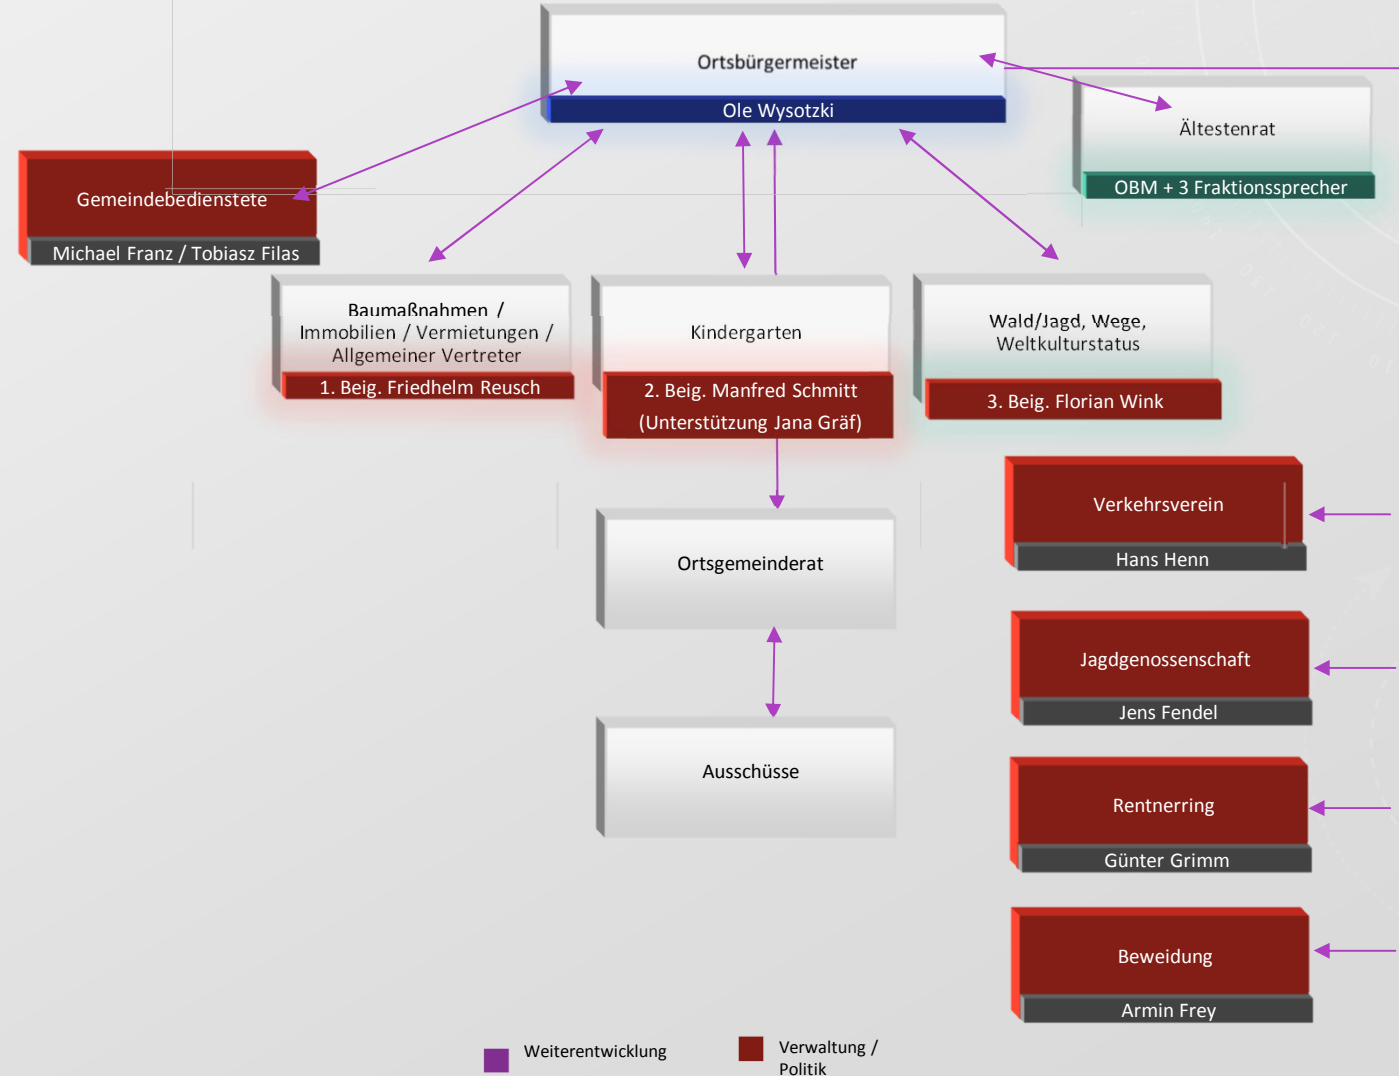 Ortsbürgermeister
Ole Wysotzki
Ältestenrat
OBM + 3 Fraktionssprecher
Gemeindebedienstete
Michael Franz / Tobiasz Filas
Baumaßnahmen /
Immobilien / Vermietungen /
Allgemeiner Vertreter
1. Beig. Friedhelm Reusch
Kindergarten
2. Beig. Manfred Schmitt
(Unterstützung Jana Gräf)
Wald/Jagd, Wege,
Weltkulturstatus
3. Beig. Florian Wink
Verkehrsverein
Hans Henn
Ortsgemeinderat
Jagdgenossenschaft
Jens Fendel
Ausschüsse
Rentnerring
Günter Grimm
Beweidung
Armin Frey
Weiterentwicklung
Verwaltung /
Politik